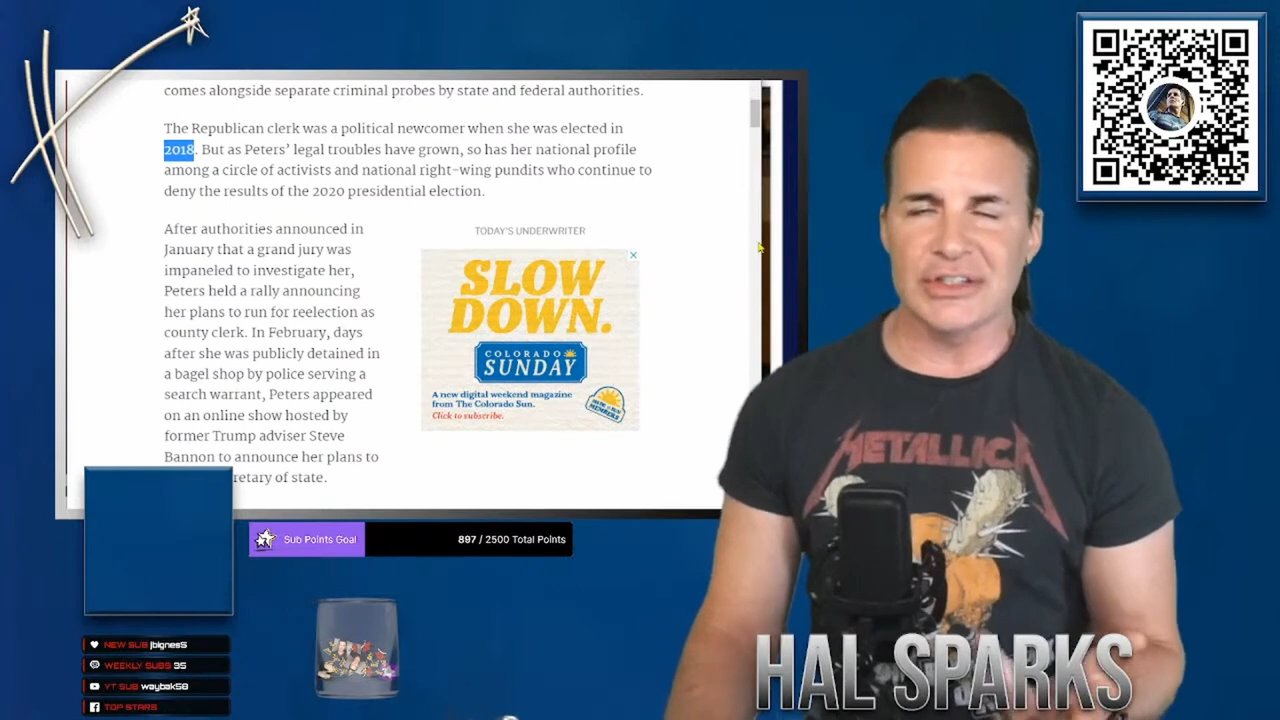 comes alongside separate criminal probes by state and federal authorities.
The Republican clerk was a political newcomer when she was elected in
2018. But as Peters’ legal troubles have grown, so has her national profile
among a circle of activists and national right-wing pundits who continue to
deny the results of the 2020 presidential election.
After authorities announced in
January that a grand jury was
impaneled to investigate her,
Peters held a rally announcing
her plans to run for reelection as
county clerk. In February, days
after she was publicly detained in
a bagel shop by police serving a
search warrant, Peters appeared
on an online show hosted by
former Trump adviser Steve
Bannon to announce her plans to
retary of state.
TODAY'S UNDERWRITER
SLOW
DOWN.
COLORADO
SUNDAY
A new digital weekend magazine
from The Colorado Sun.
Click to subscribe.
Sub Points Goal
897 / 2500 Total Points
NEW SUB jbignes5
WEEKLY SUBS 35
YT SUB waybak58
TOP STARS
METALLICA
HAL SPARKS